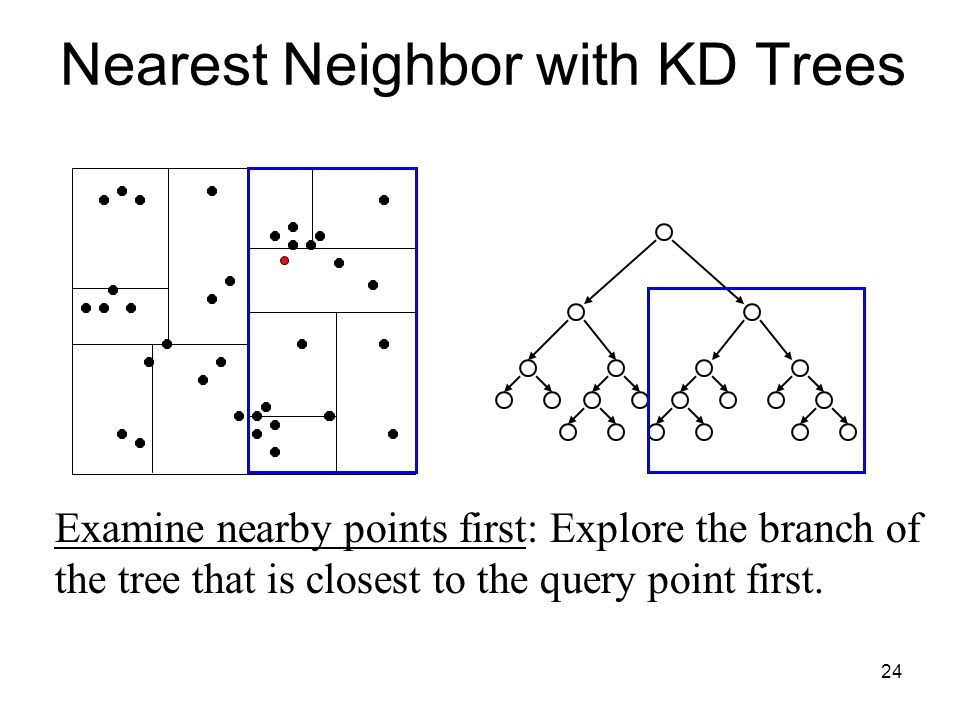 Nearest Neighbor with KD Trees
Examine nearby points first: Explore the branch of
the tree that is closest to the query point first.
24